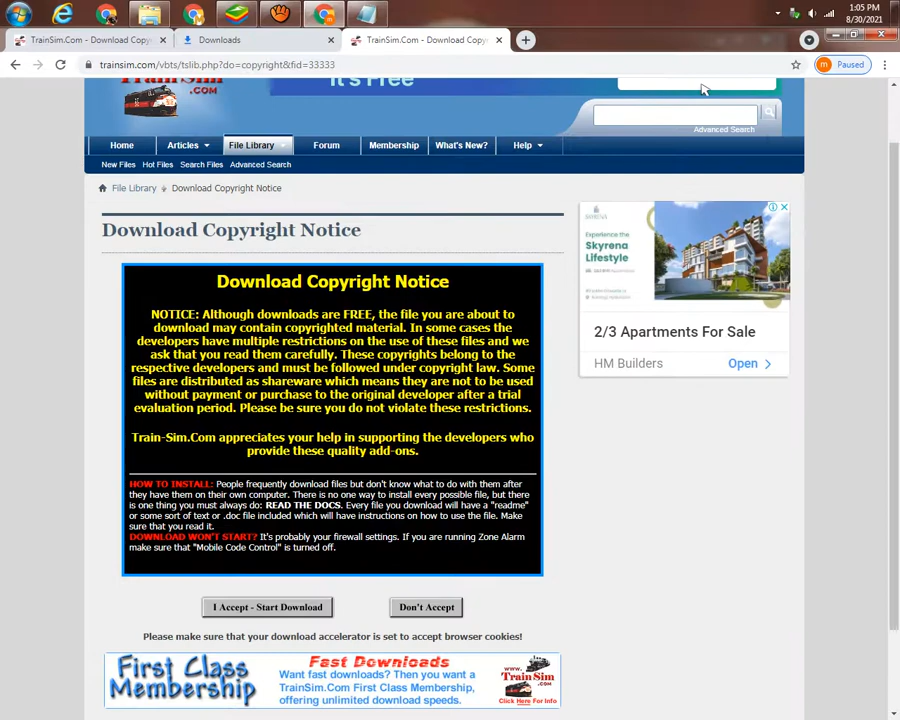 1:05 PM
8/30/2021
TrainSim.Com - Download Copyr
Downloads
TrainSim.Com - Download Copyr
trainsim.com/vbts/tslib.php?do=copyright&fid=33333
m Paused
TrainSim
.COM
It's Free
Advanced Search
Home
Articles
File Library
Forum
Membership
What's New?
Help
New Files
Hot Files
Search Files
Advanced Search
File Library
Download Copyright Notice
Download Copyright Notice
Download Copyright Notice
NOTICE: Although downloads are FREE, the file you are about to
download may contain copyrighted material. In some cases the
developers have multiple restrictions on the use of these files and we
ask that you read them carefully. These copyrights belong to the
respective developers and must be followed under copyright law. Some
files are distributed as shareware which means they are not to be used
without payment or purchase to the original developer after a trial
evaluation period. Please be sure you do not violate these restrictions.
Train-Sim.Com appreciates your help in supporting the developers who
provide these quality add-ons.
HOW TO INSTALL: People frequently download files but don't know what to do with them after
they have them on their own computer. There is no one way to install every possible file, but there
is one thing you must always do: READ THE DOCS. Every file you download will have a "readme"
or some sort of text or .doc file included which will have instructions on how to use the file. Make
sure that you read it.
DOWNLOAD WON'T START? It's probably your firewall settings. If you are running Zone Alarm
make sure that "Mobile Code Control" is turned off.
I Accept - Start Download
Don't Accept
Please make sure that your download accelerator is set to accept browser cookies!
First Class
Membership
Fast Downloads
Want fast downloads? Then you want a
TrainSim.Com First Class Membership,
offering unlimited download speeds.
www.
TrainSim
.COM
Click Here For Info
Experience the
Skyrena
Lifestyle
2/3 Apartments For Sale
HM Builders
Open